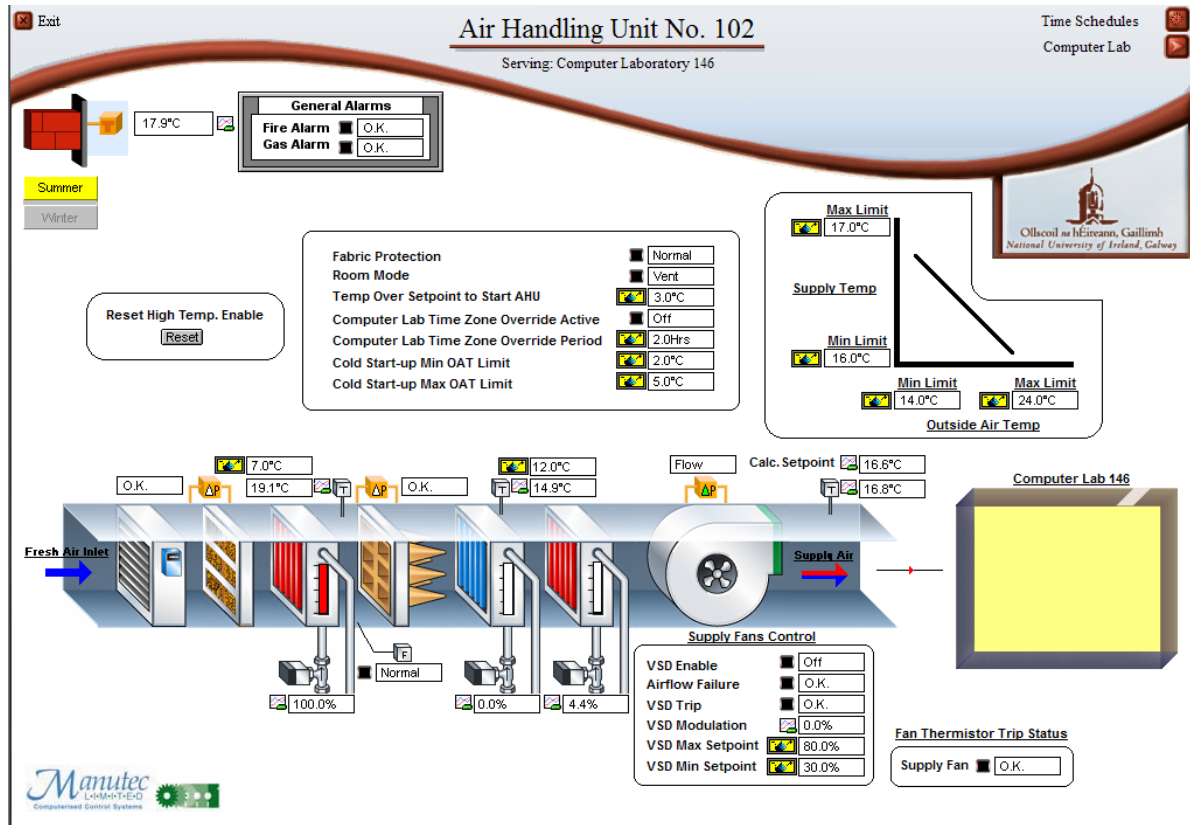 Exit
Air Handling Unit No. 102
Serving: Computer Laboratory 146
Time Schedules
Computer Lab
17.9°C
General Alarms
Fire Alarm O.K.
Gas Alarm O.K.
Summer
Winter
Ollscoil na hÉireann, Gaillimh
National University of Ireland, Galway
Reset High Temp. Enable
Reset
Fabric Protection Normal
Room Mode Vent
Temp Over Setpoint to Start AHU 3.0°C
Computer Lab Time Zone Override Active Off
Computer Lab Time Zone Override Period 2.0Hrs
Cold Start-up Min OAT Limit 2.0°C
Cold Start-up Max OAT Limit 5.0°C
Max Limit
17.0°C
Supply Temp
Min Limit
16.0°C
Min Limit Max Limit
14.0°C 24.0°C
Outside Air Temp
O.K.
ΔP
7.0°C
19.1°C
T
ΔP
O.K.
12.0°C
T
14.9°C
Flow
ΔP
Calc. Setpoint 16.6°C
T
16.8°C
Computer Lab 146
Fresh Air Inlet
Supply Air
F
Normal
100.0%
0.0%
4.4%
Supply Fans Control
VSD Enable Off
Airflow Failure O.K.
VSD Trip O.K.
VSD Modulation 0.0%
VSD Max Setpoint 80.0%
VSD Min Setpoint 30.0%
Fan Thermistor Trip Status
Supply Fan O.K.
Manutec
LIMITED
Computerised Control Systems